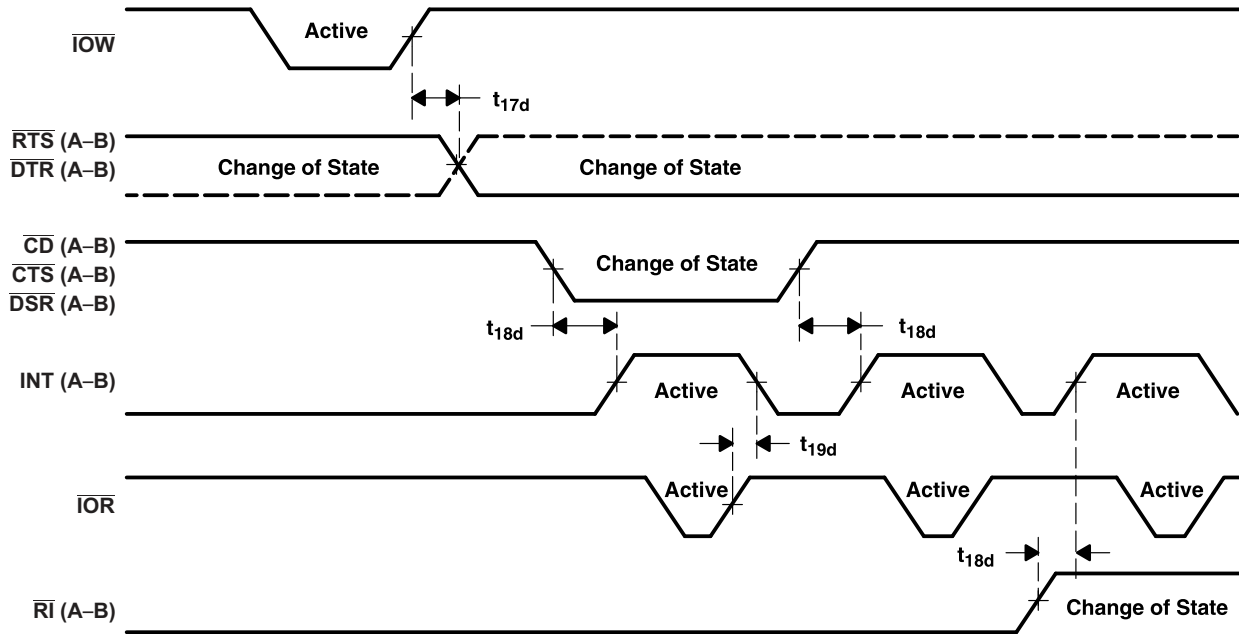 Active
IOW
t17d
RTS (A–B)
DTR (A–B)
Change of State
Change of State
CD (A–B)
CTS (A–B)
DSR (A–B)
Change of State
t18d
t18d
INT (A–B)
Active
Active
Active
t19d
IOR
Active
Active
Active
t18d
RI (A–B)
Change of State